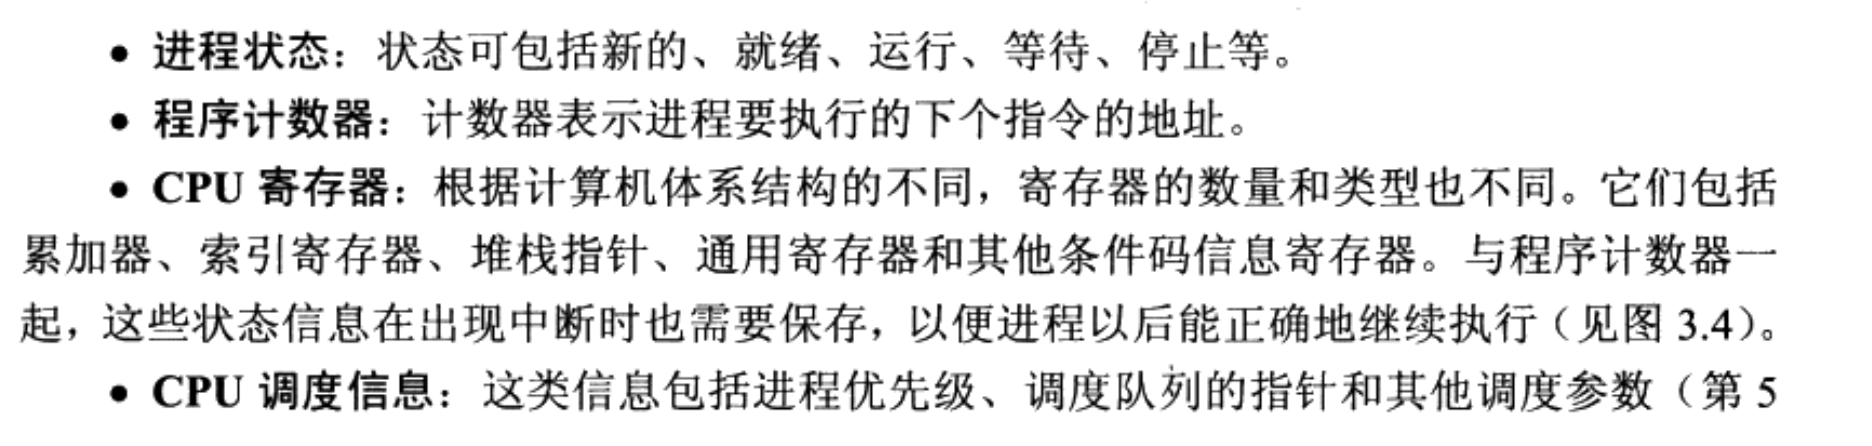 • 进程状态：状态可包括新的、就绪、运行、等待、停止等。
• 程序计数器：计数器表示进程要执行的下个指令的地址。
• CPU 寄存器：根据计算机体系结构的不同，寄存器的数量和类型也不同。它们包括
累加器、索引寄存器、堆栈指针、通用寄存器和其他条件码信息寄存器。与程序计数器一
起，这些状态信息在出现中断时也需要保存，以便进程以后能正确地继续执行（见图 3.4）。
• CPU 调度信息：这类信息包括进程优先级、调度队列的指针和其他调度参数（第 5